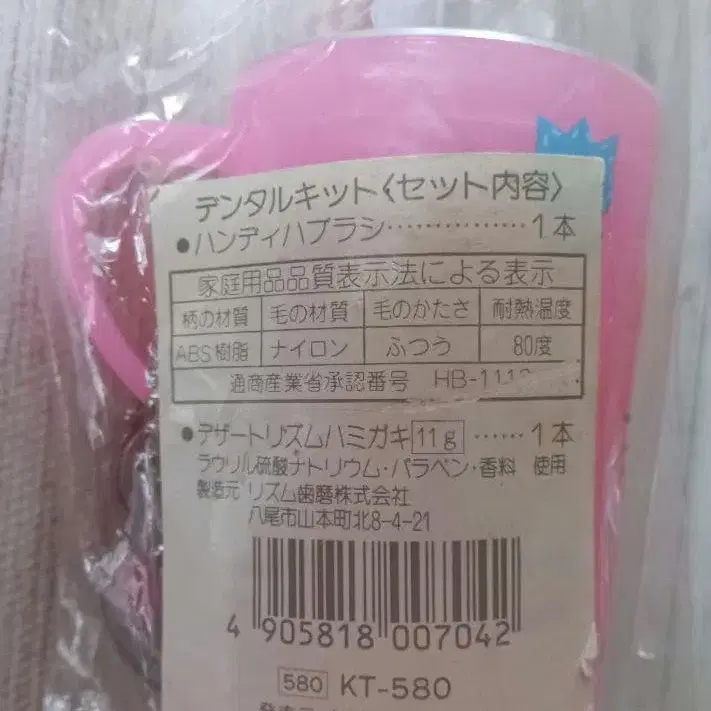 デンタルキット〈セット内容〉
●ハンディハブラシ……………1本
家庭用品品質表示法による表示
柄の材質 毛の材質 毛のかたさ 耐熱温度
ABS樹脂 ナイロン ふつう 80度
通商産業省承認番号 HB-111
●デザートリズムハミガキ 11g ……1本
ラウリル硫酸ナトリウム・パラベン・香料 使用
製造元 リズム歯磨株式会社
八尾市山本町北8-4-21
4 905818 007042
580 KT-580